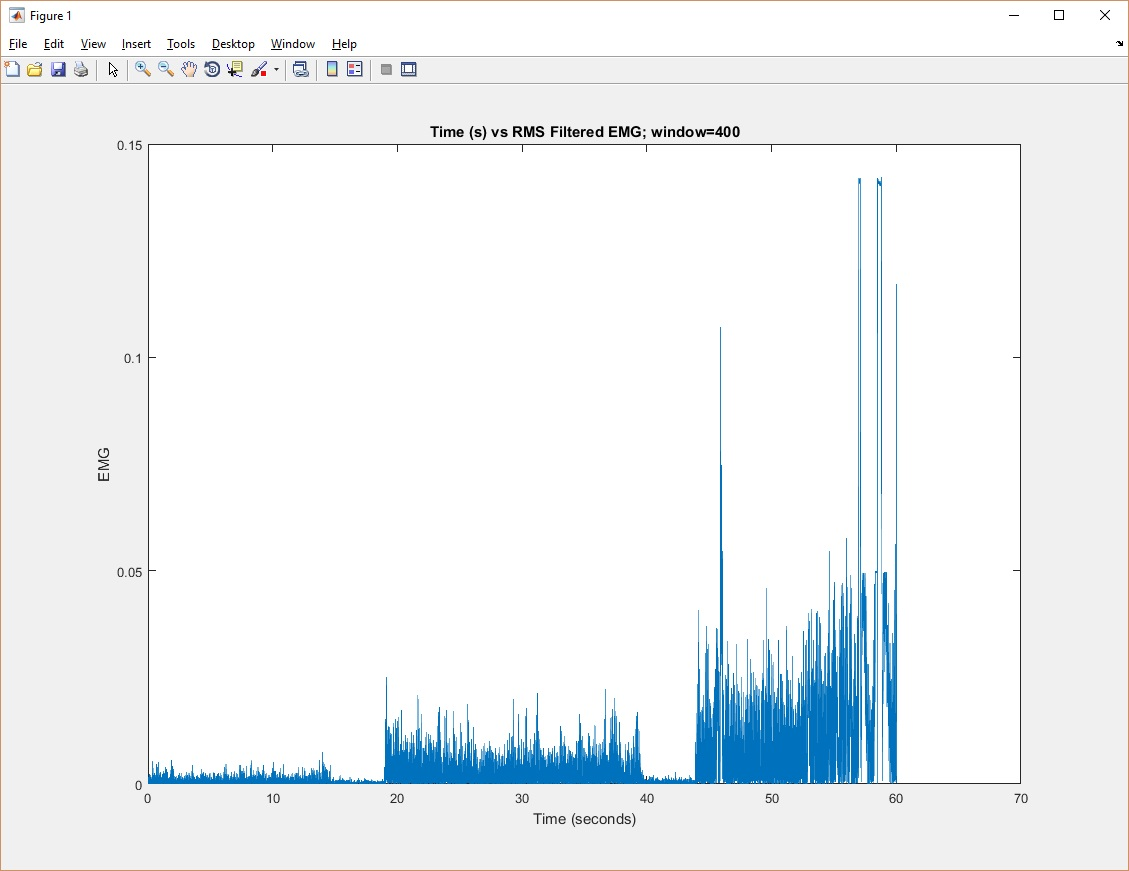 Figure 1
File Edit View Insert Tools Desktop Window Help
Time (s) vs RMS Filtered EMG; window=400
0.15
0.1
0.05
0
EMG
0 10 20 30 40 50 60 70
Time (seconds)